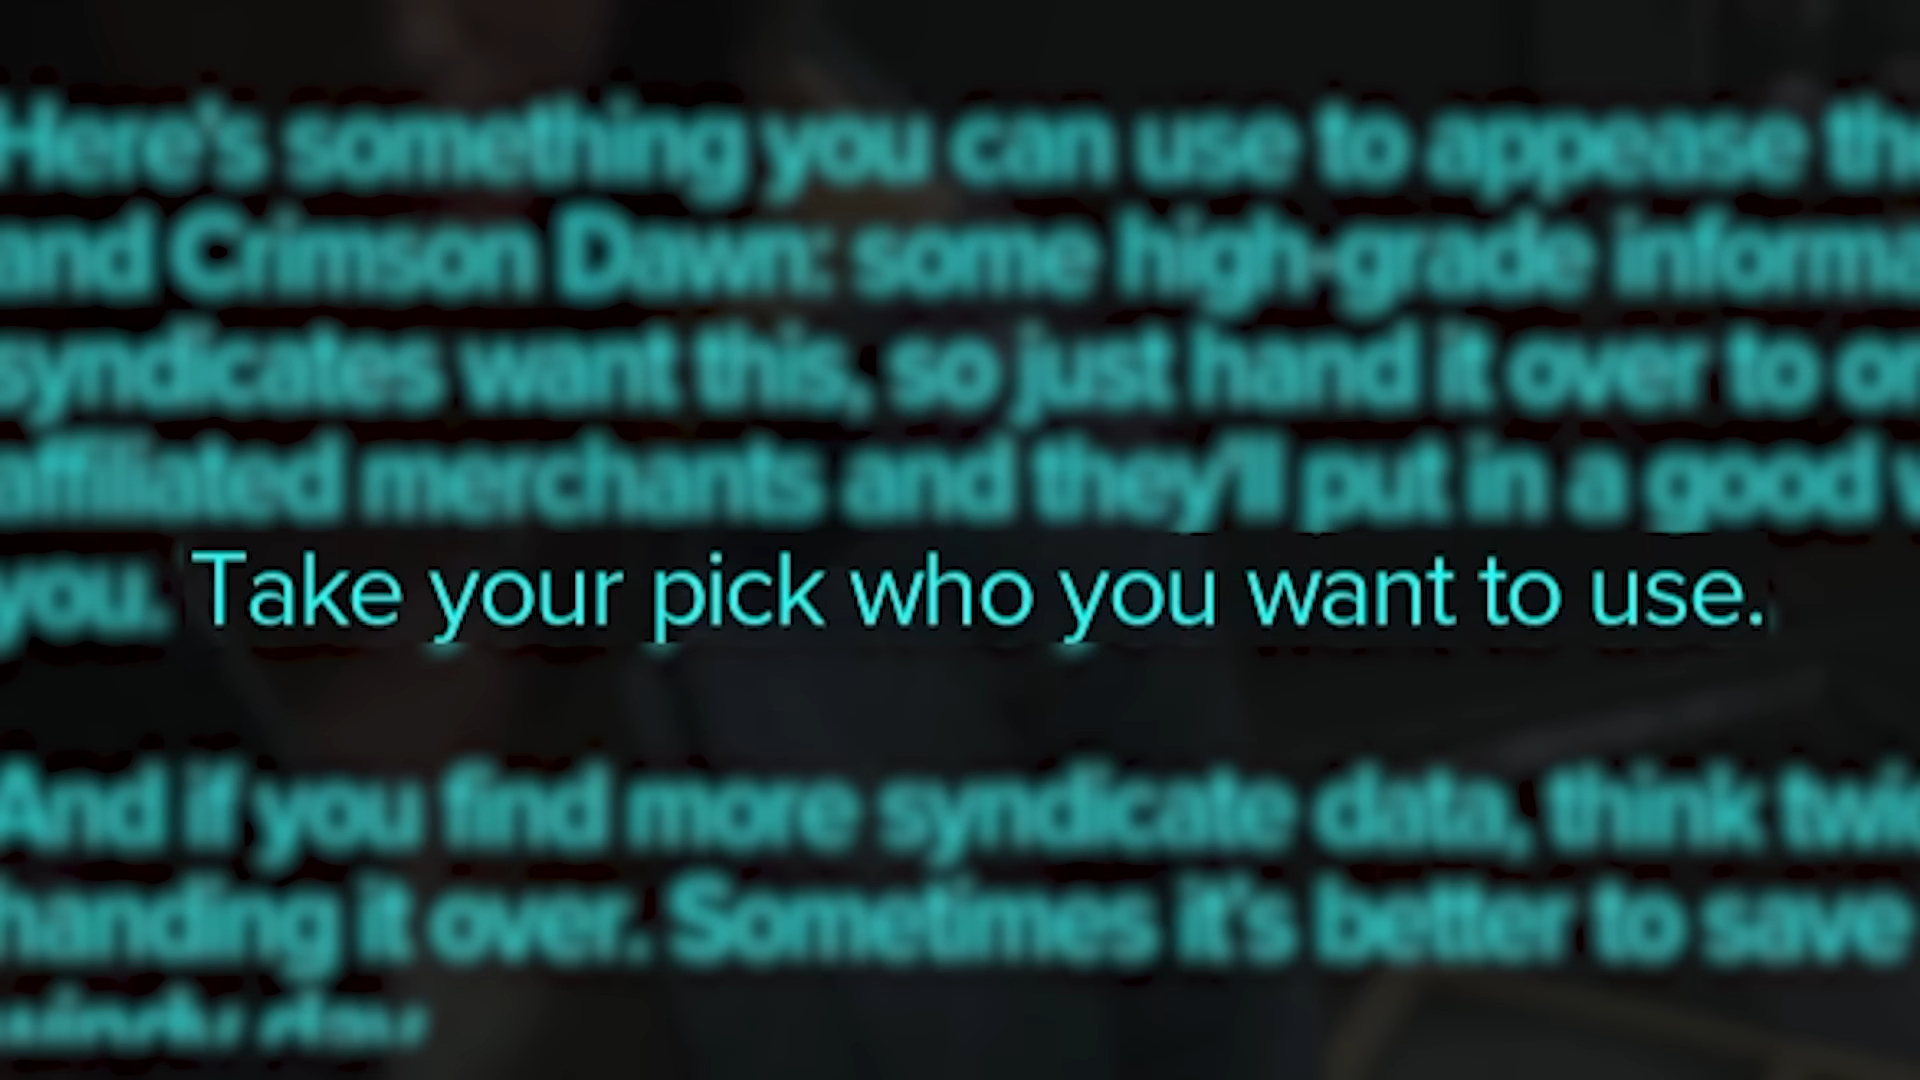 Here's something you can use to appease the
and Crimson Dawn: some high-grade informa
syndicates want this, so just hand it over to
affiliated merchants and they'll put in a good
you. Take your pick who you want to use.
And if you find more syndicate data, think
handing it over. Sometimes it's better to save
day